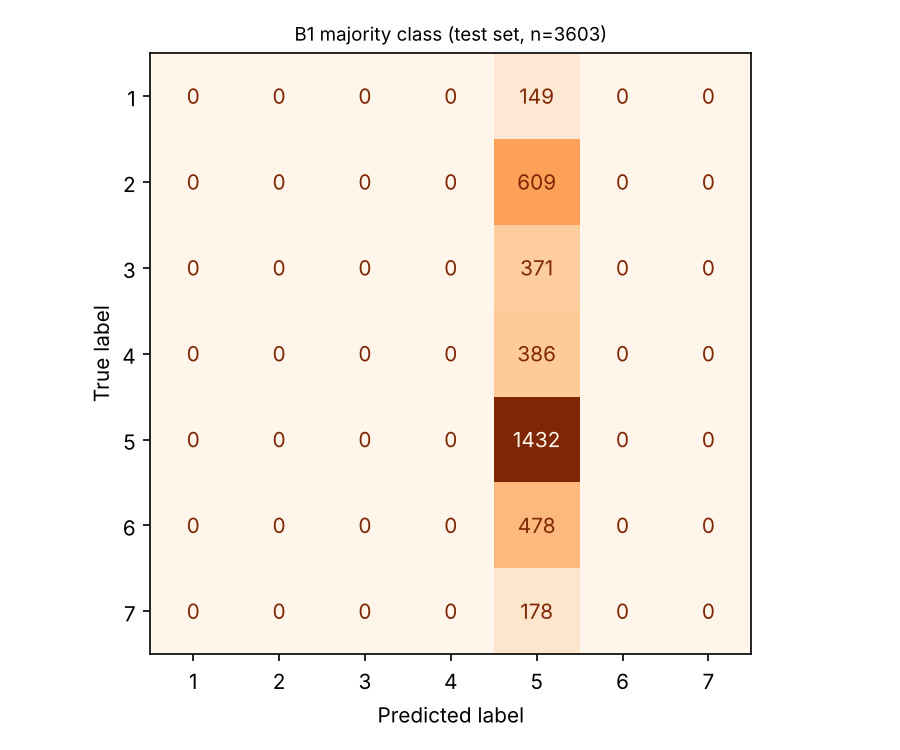 B1 majority class (test set, n=3603)
1 0 0 0 0 149 0 0
2 0 0 0 0 609 0 0
3 0 0 0 0 371 0 0
4 0 0 0 0 386 0 0
5 0 0 0 0 1432 0 0
6 0 0 0 0 478 0 0
7 0 0 0 0 178 0 0
True label
1 2 3 4 5 6 7
Predicted label